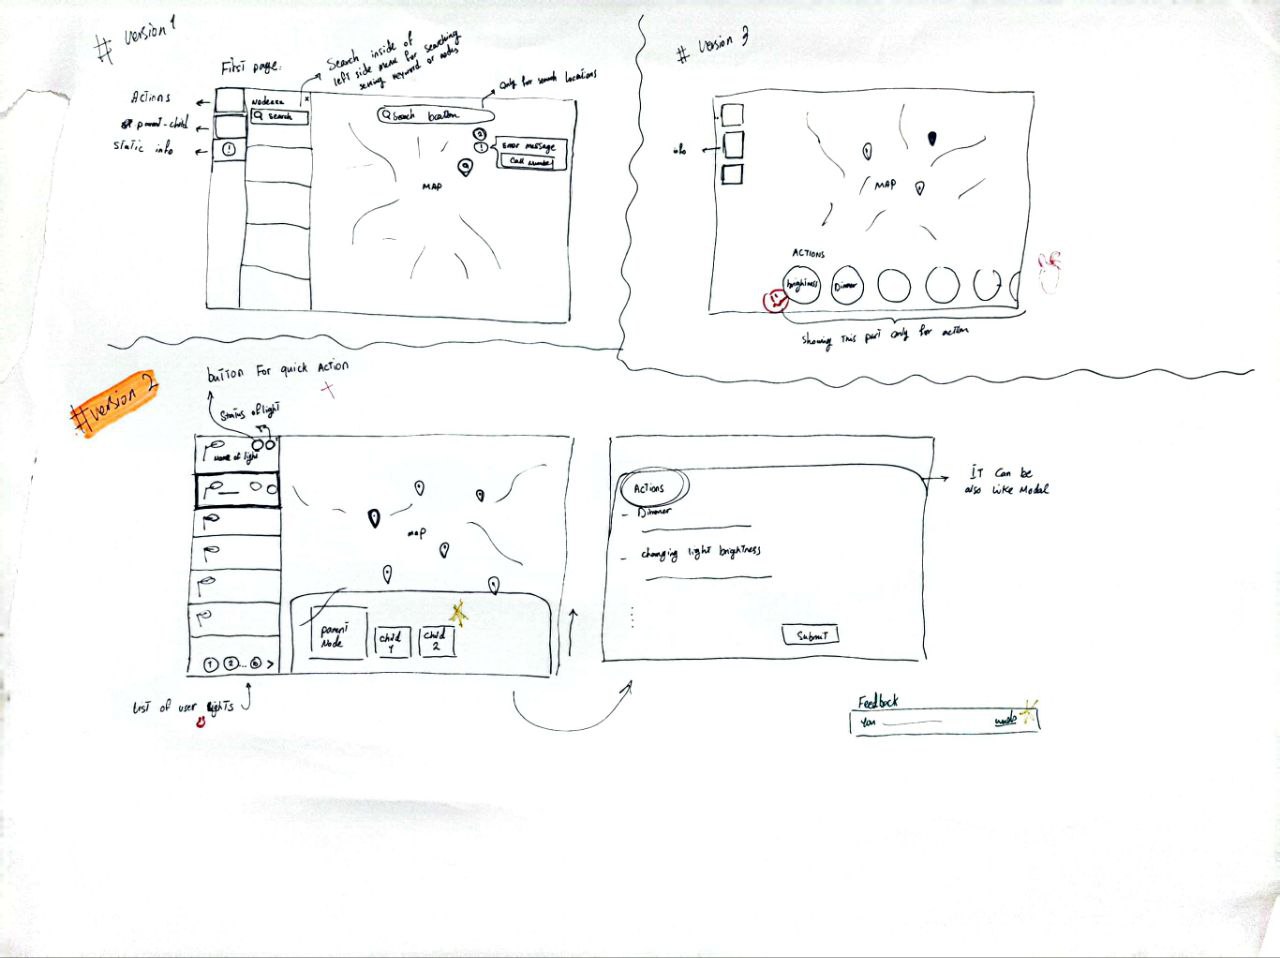 # Version 1
First page:
Search inside of
left side menu for searching
setting keyword or nodes
Only for search locations
Actions
parent-child
static info
x
Search
Search location
2
!
Error message
Call number
!
MAP
# Version 3
info
MAP
ACTIONS
brightness
Dimmer
Showing this part only for action
# Version 2
button For quick Action
Status of light
Name of light
MAP
Parent
Node
child
1
child
2
1 2 ... 6 >
List of user lights
Actions
- Dimmer
- changing light brightness
Submit
IT Can be
also like Modal
Feedback
You
undo